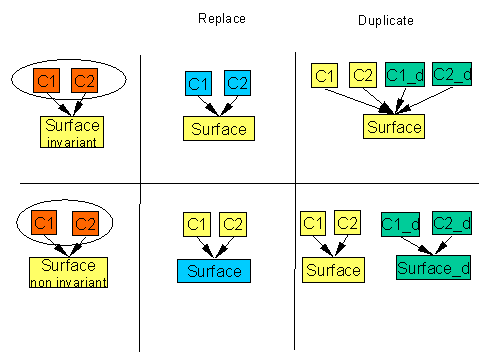 Replace
Duplicate
C1 C2
Surface
invariant
C1 C2
Surface
C1 C2 C1_d C2_d
Surface
C1 C2
Surface
non invariant
C1 C2
Surface
C1 C2 C1_d C2_d
Surface Surface_d